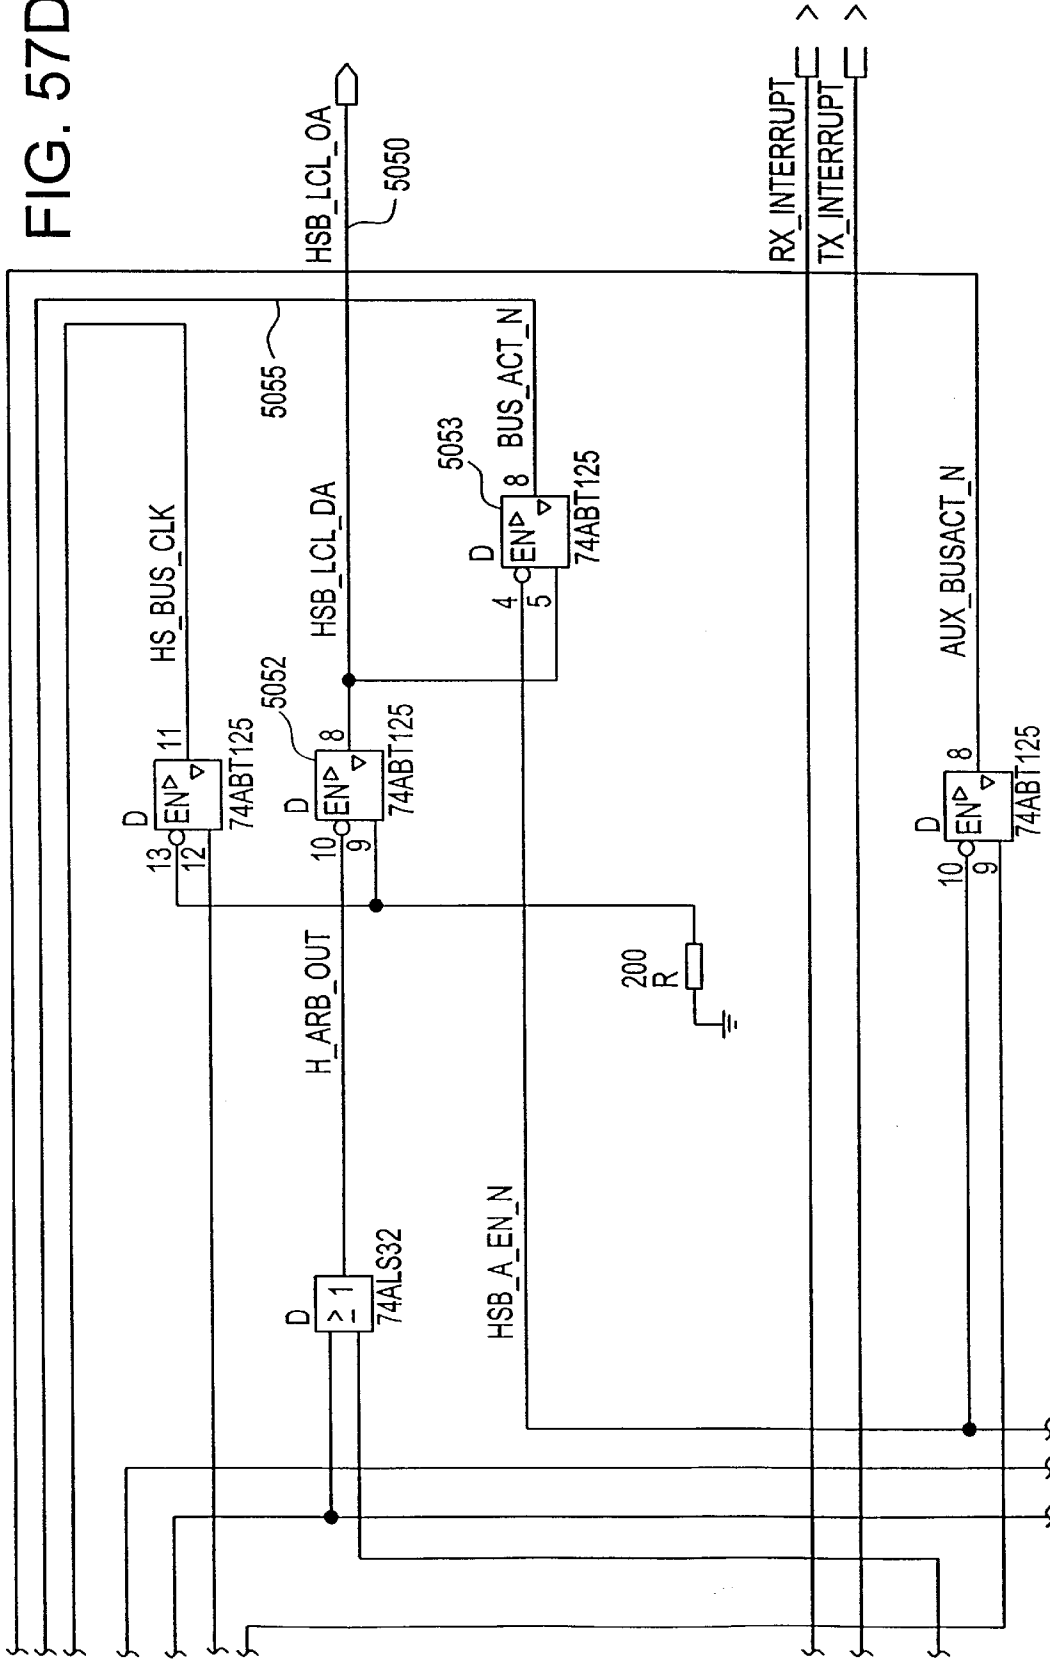 FIG. 57D
HSB_LCL_OA
5050
RX_INTERRUPT
TX_INTERRUPT
5055
HS_BUS_CLK
D
13
12
EN
11
74ABT125
HSB_LCL_DA
5052
D
10
9
EN
8
74ABT125
5053
BUS_ACT_N
D
4
5
EN
8
74ABT125
AUX_BUSACT_N
D
10
9
EN
8
74ABT125
H_ARB_OUT
200
R
D
≥1
74ALS32
HSB_A_EN_N